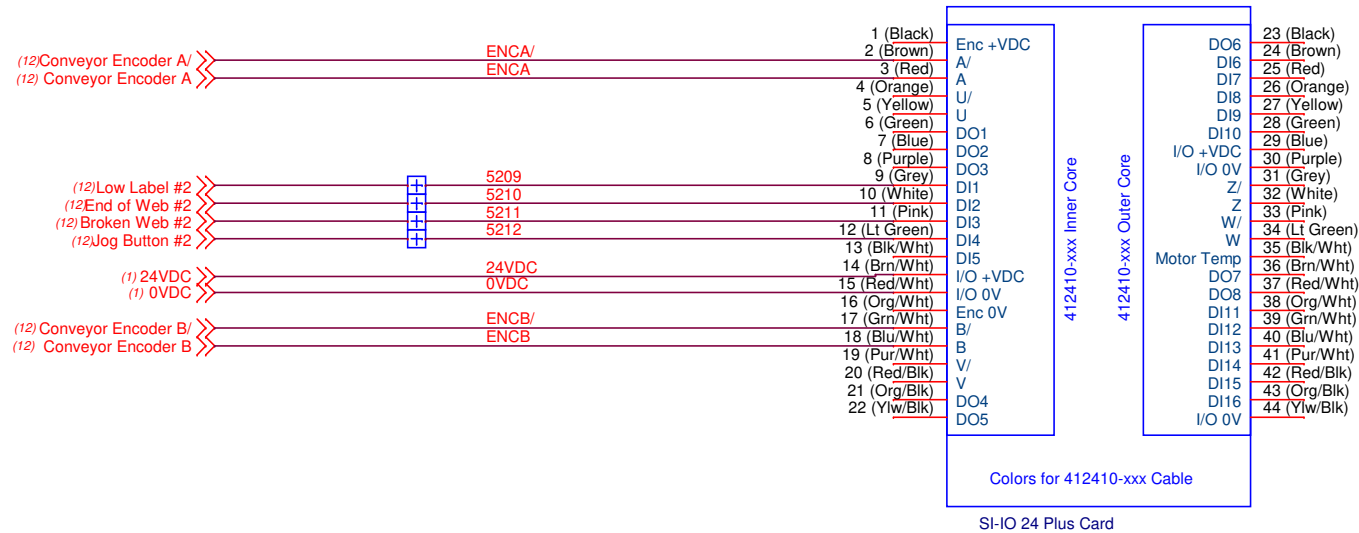 (12)Conveyor Encoder A/ ENCA/
(12) Conveyor Encoder A ENCA
(12)Low Label #2 5209
(12)End of Web #2 5210
(12)Broken Web #2 5211
(12)Jog Button #2 5212
(1) 24VDC 24VDC
(1) 0VDC 0VDC
(12) Conveyor Encoder B/ ENCB/
(12) Conveyor Encoder B ENCB
1 (Black) Enc +VDC
2 (Brown) A/
3 (Red) A
4 (Orange) U/
5 (Yellow) U
6 (Green) DO1
7 (Blue) DO2
8 (Purple) DO3
9 (Grey) DI1
10 (White) DI2
11 (Pink) DI3
12 (Lt Green) DI4
13 (Blk/Wht) DI5
14 (Brn/Wht) I/O +VDC
15 (Red/Wht) I/O 0V
16 (Org/Wht) Enc 0V
17 (Grn/Wht) B/
18 (Blu/Wht) B
19 (Pur/Wht) V/
20 (Red/Blk) V
21 (Org/Blk) DO4
22 (Ylw/Blk) DO5
412410-xxx Inner Core
412410-xxx Outer Core
DO6 23 (Black)
DI6 24 (Brown)
DI7 25 (Red)
DI8 26 (Orange)
DI9 27 (Yellow)
DI10 28 (Green)
I/O +VDC 29 (Blue)
I/O 0V 30 (Purple)
Z/ 31 (Grey)
Z 32 (White)
W/ 33 (Pink)
W 34 (Lt Green)
Motor Temp 35 (Blk/Wht)
DO7 36 (Brn/Wht)
DO8 37 (Red/Wht)
DI11 38 (Org/Wht)
DI12 39 (Grn/Wht)
DI13 40 (Blu/Wht)
DI14 41 (Pur/Wht)
DI15 42 (Red/Blk)
DI16 43 (Org/Blk)
I/O 0V 44 (Ylw/Blk)
Colors for 412410-xxx Cable
SI-IO 24 Plus Card